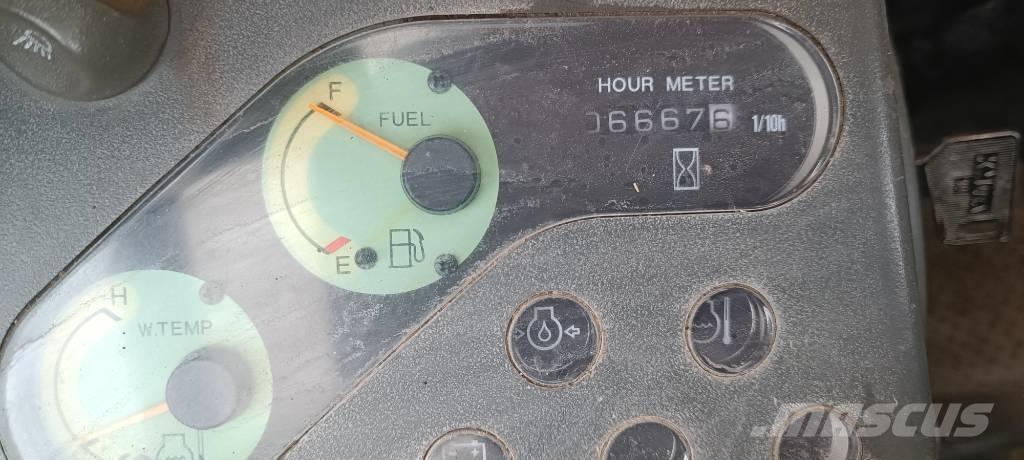 HOUR METER
066676 1/10h
F
FUEL
E
H
W.TEMP
MASCUS